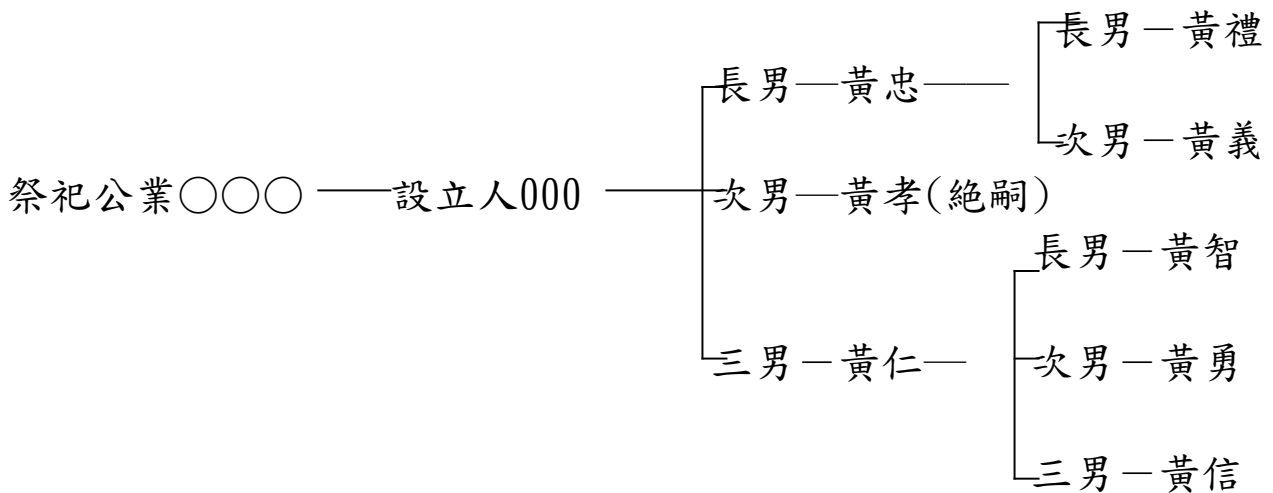 長男－黃禮
長男—黃忠——
次男－黃義
祭祀公業○○○ ——設立人000 ——次男—黃孝(絕嗣)
長男－黃智
三男－黃仁—
次男－黃勇
三男－黃信